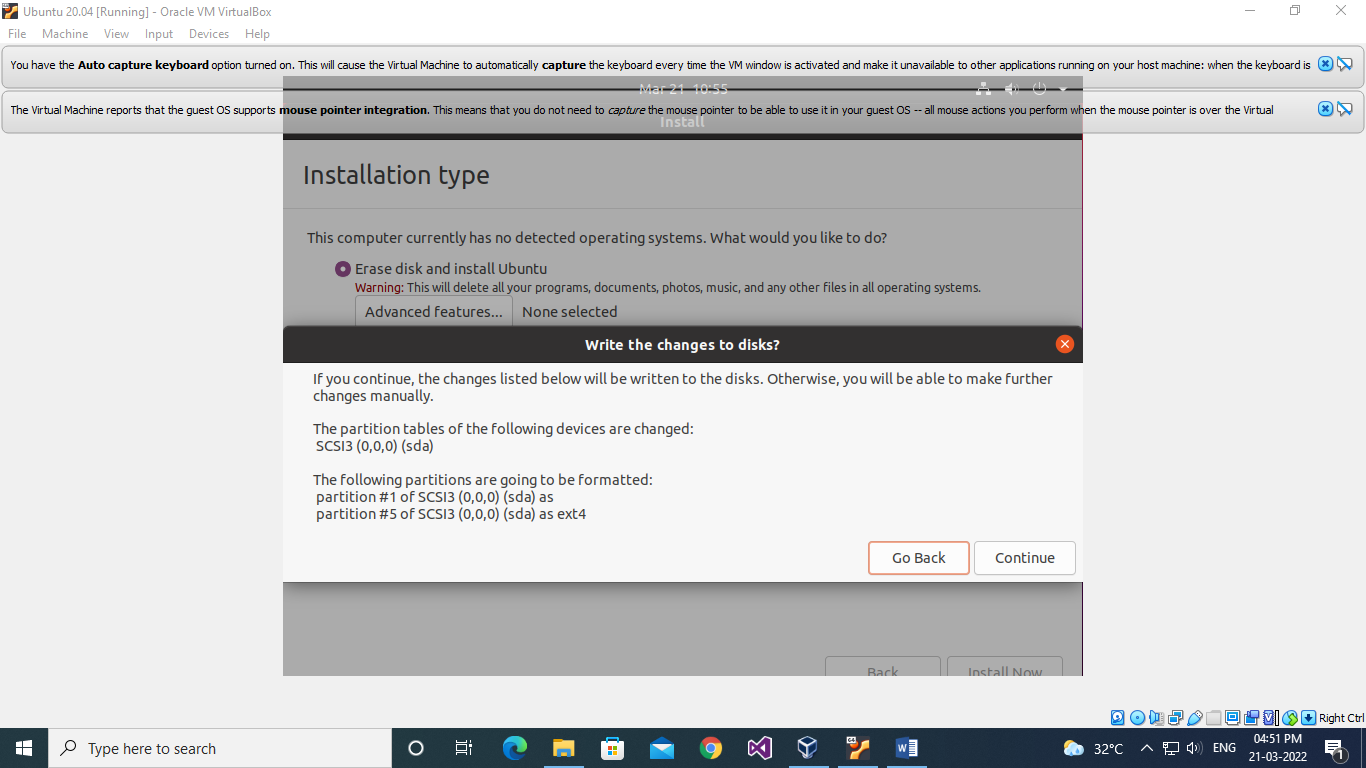 Ubuntu 20.04 [Running] - Oracle VM VirtualBox
File Machine View Input Devices Help
You have the Auto capture keyboard option turned on. This will cause the Virtual Machine to automatically capture the keyboard every time the VM window is activated and make it unavailable to other applications running on your host machine: when the keyboard is
Mar 21 10:55
The Virtual Machine reports that the guest OS supports mouse pointer integration. This means that you do not need to capture the mouse pointer to be able to use it in your guest OS -- all mouse actions you perform when the mouse pointer is over the Virtual
Install
Installation type
This computer currently has no detected operating systems. What would you like to do?
Erase disk and install Ubuntu
Warning: This will delete all your programs, documents, photos, music, and any other files in all operating systems.
Advanced features... None selected
Write the changes to disks?
If you continue, the changes listed below will be written to the disks. Otherwise, you will be able to make further
changes manually.
The partition tables of the following devices are changed:
SCSI3 (0,0,0) (sda)
The following partitions are going to be formatted:
partition #1 of SCSI3 (0,0,0) (sda) as
partition #5 of SCSI3 (0,0,0) (sda) as ext4
Go Back Continue
Back Install Now
Right Ctrl
Type here to search
32°C ENG 04:51 PM
21-03-2022
1